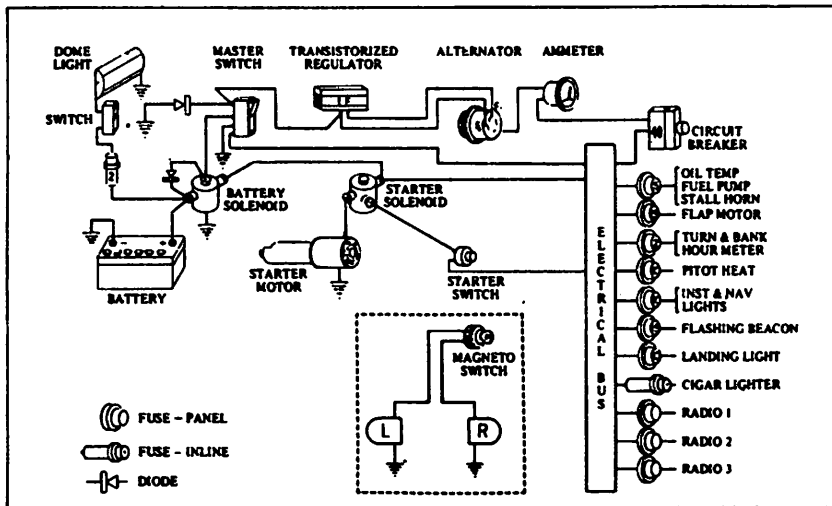 DOME
LIGHT
MASTER
SWITCH
TRANSISTORIZED
REGULATOR
ALTERNATOR
AMMETER
SWITCH
CIRCUIT
BREAKER
2
BATTERY
SOLENOID
STARTER
SOLENOID
OIL TEMP
FUEL PUMP
STALL HORN
FLAP MOTOR
TURN & BANK
HOUR METER
PITOT HEAT
INST & NAV
LIGHTS
FLASHING BEACON
LANDING LIGHT
CIGAR LIGHTER
RADIO 1
RADIO 2
RADIO 3
ELECTRICAL BUS
BATTERY
STARTER
MOTOR
STARTER
SWITCH
MAGNETO
SWITCH
L
R
FUSE - PANEL
FUSE - INLINE
DIODE